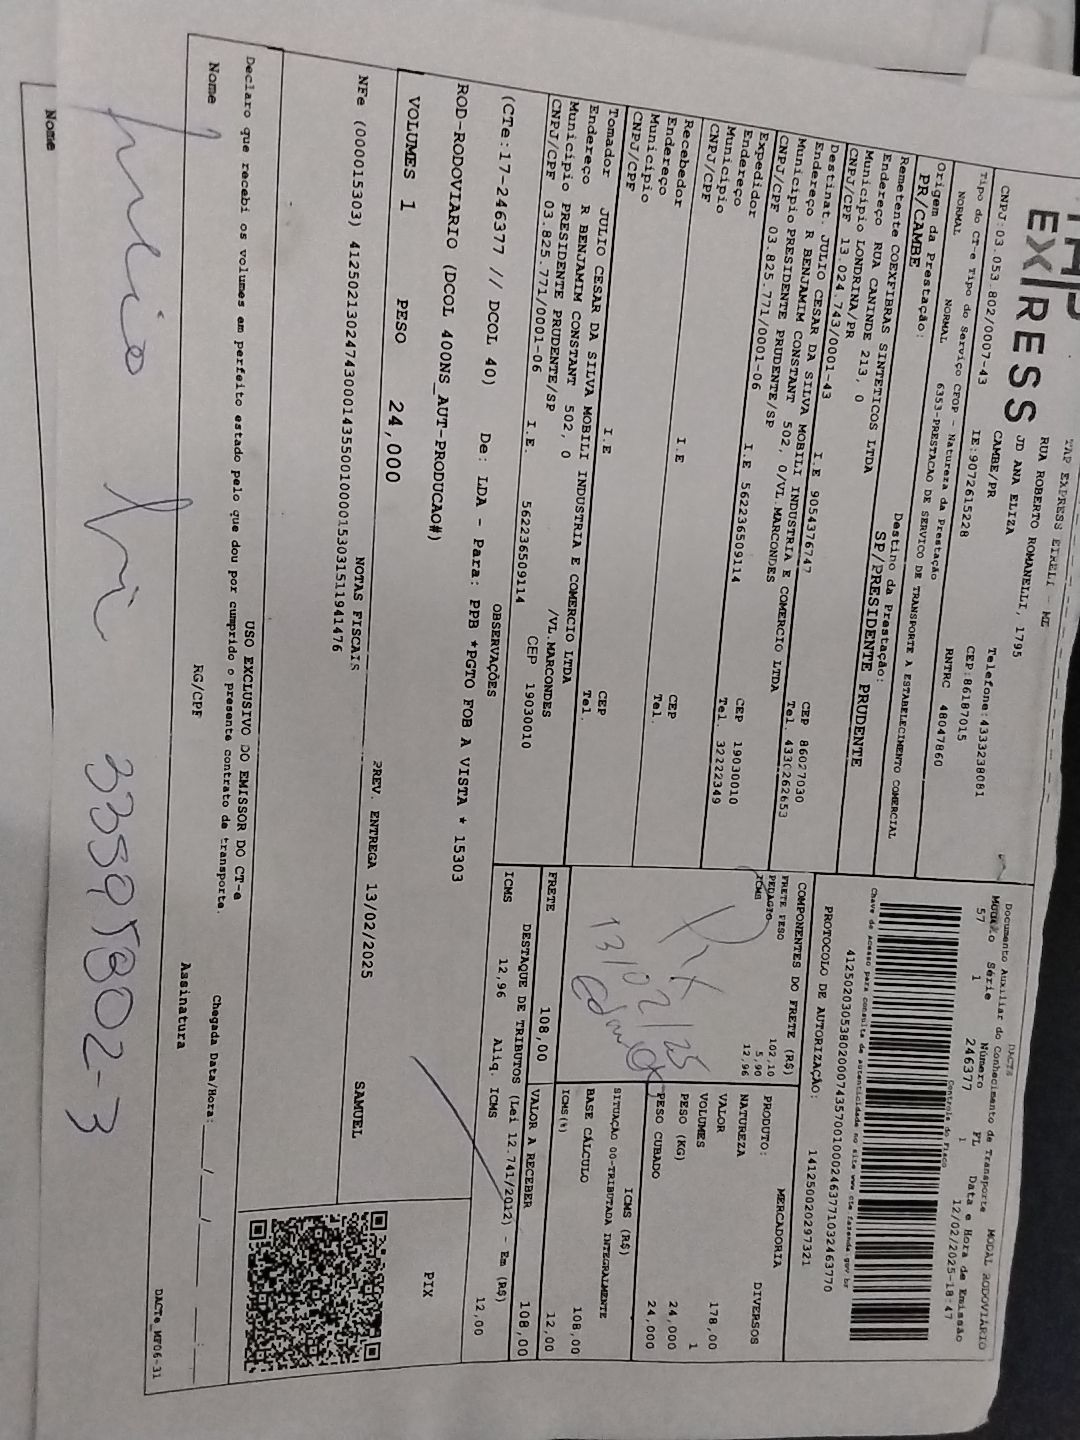 EX/RESS
TAP EXPRESS EIRELI - ME
RUA ROBERTO ROMANELLI, 1795
JD ANA ELIZA
CAMBE/PR
CEP:86187015
Telefone:4333238081
CNPJ:03.053.802/0007-43 IE:9072615228
RNTRC 48047860
Tipo do CT-e Tipo do Serviço CFOP - Natureza da Prestação
NORMAL NORMAL 6353-PRESTACAO DE SERVICO DE TRANSPORTE A ESTABELECIMENTO COMERCIAL
Origem da Prestação: Destino da Prestação:
PR/CAMBE SP/PRESIDENTE PRUDENTE
DACTE
Documento Auxiliar do Conhecimento de Transporte MODAL RODOVIÁRIO
Modelo Série Número FL Data e Hora de Emissão
57 1 246377 1 12/02/2025-18:47
Controle do Fisco
Chave de acesso para consulta de autenticidade no site www.cte.fazenda.gov.br
41250203053802000743570010002463771032463770
PROTOCOLO DE AUTORIZAÇÃO: 141250020297321
Remetente COEXFIBRAS SINTETICOS LTDA
Endereço RUA CANINDE 213, 0
Município LONDRINA/PR CEP 86027030
CNPJ/CPF 13.024.743/0001-43 I.E 9054376747 Tel. 4330262653
Destinat. JULIO CESAR DA SILVA MOBILI INDUSTRIA E COMERCIO LTDA
Endereço R BENJAMIM CONSTANT 502, 0/VL.MARCONDES
Município PRESIDENTE PRUDENTE/SP CEP 19030010
CNPJ/CPF 03.825.771/0001-06 I.E 562236509114 Tel. 32222349
Expedidor
Endereço
Município CEP
CNPJ/CPF I.E Tel.
Recebedor
Endereço
Município CEP
CNPJ/CPF I.E Tel.
Tomador JULIO CESAR DA SILVA MOBILI INDUSTRIA E COMERCIO LTDA
Endereço R BENJAMIM CONSTANT 502, 0 /VL.MARCONDES
Município PRESIDENTE PRUDENTE/SP CEP 19030010
CNPJ/CPF 03.825.771/0001-06 I.E. 562236509114
COMPONENTES DO FRETE (R$)
FRETE PESO 102,10
PEDAGIO 5,90
ICMS 12,96
PIX
13/02/25
FRETE 108,00
PRODUTO: MERCADORIA
NATUREZA DIVERSOS
VALOR 178,00
VOLUMES 1
PESO (KG) 24,000
PESO CUBADO 24,000
ICMS (R$)
SITUAÇÃO 00-TRIBUTADA INTEGRALMENTE
BASE CÁLCULO 108,00
ICMS(%) 12,00
VALOR A RECEBER 108,00
DESTAQUE DE TRIBUTOS (Lei 12.741/2012) - Em (R$)
ICMS 12,96 Aliq. ICMS 12,00
OBSERVAÇÕES
(CTe:17-246377 // DCOL 40) De: LDA - Para: PPB *PGTO FOB A VISTA * 15303
ROD-RODOVIARIO (DCOL 400NS_AUT-PRODUCAO#)
VOLUMES 1 PESO 24,000
PIX
NOTAS FISCAIS
NFe (000015303) 41250213024743000143550010000153031511941476
PREV. ENTREGA 13/02/2025
SAMUEL
USO EXCLUSIVO DO EMISSOR DO CT-e
Declaro que recebi os volumes em perfeito estado pelo que dou por cumprido o presente contrato de transporte.
Chegada Data/Hora: ___/___/___ ___:___
Nome RG/CPF Assinatura
DACTe_MF06-31
Nome